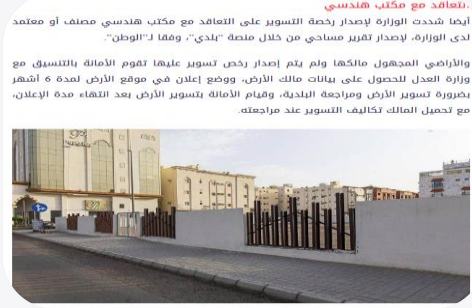 .نتعاقد مع مكتب هندسي
أيضا شددت الوزارة لإصدار رخصة التسوير على التعاقد مع مكتب هندسي مصنف أو معتمد
لدى الوزارة، لإصدار تقرير مساحي من خلال منصة "بلدي"، وفقا لـ"الوطن".
والأراضي المجهول مالكها ولم يتم إصدار رخص تسوير عليها تقوم الأمانة بالتنسيق مع
وزارة العدل للحصول على بيانات مالك الأرض، ووضع إعلان في موقع الأرض لمدة 6 أشهر
بضرورة تسوير الأرض ومراجعة البلدية، وقيام الأمانة بتسوير الأرض بعد انتهاء مدة الإعلان،
مع تحميل المالك تكاليف التسوير عند مراجعته.